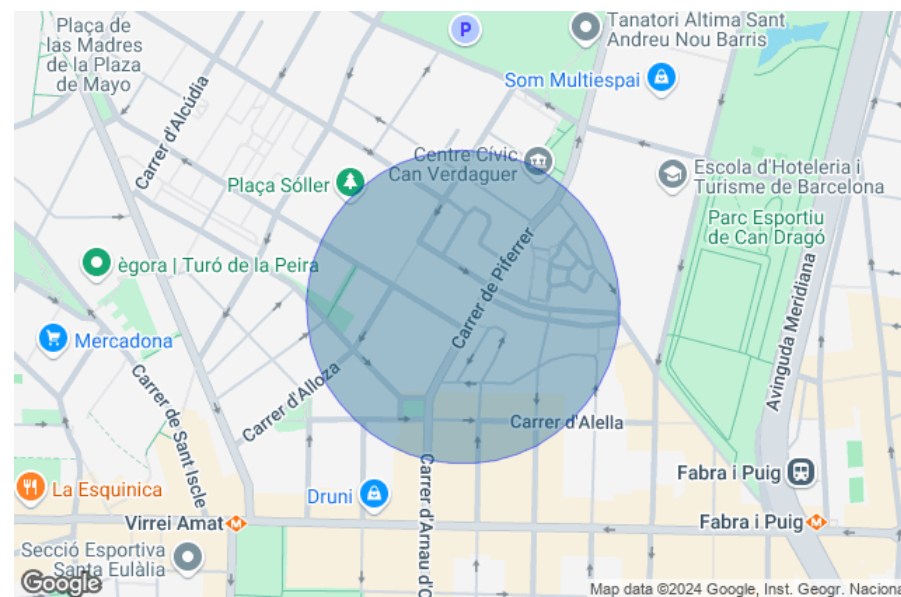 Plaça de
las Madres
de la Plaza
de Mayo
P
Tanatori Altima Sant
Andreu Nou Barris
Som Multiespai
Carrer d'Alcúdia
Centre Cívic
Can Verdaguer
Plaça Sóller
Escola d'Hoteleria i
Turisme de Barcelona
Parc Esportiu
de Can Dragó
ègora | Turó de la Peira
Carrer de Piferrer
Avinguda Meridiana
Mercadona
Carrer d'Alloza
Carrer de Sant Iscle
Carrer d'Alella
La Esquinica
Druni
Carrer d'Arnau d'O
Fabra i Puig
Virrei Amat
M
Fabra i Puig
M
Secció Esportiva
Santa Eulàlia
Google
Map data ©2024 Google, Inst. Geogr. Naciona